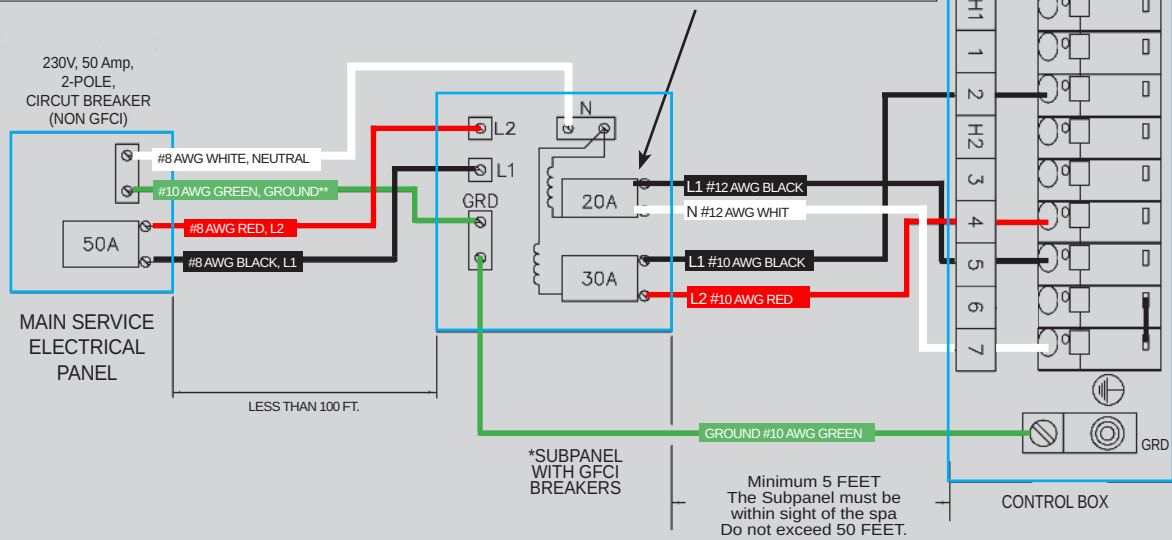 230V, 50 Amp,
2-POLE,
CIRCUT BREAKER
(NON GFCI)
#8 AWG WHITE, NEUTRAL
#10 AWG GREEN, GROUND**
#8 AWG RED, L2
#8 AWG BLACK, L1
50A
MAIN SERVICE
ELECTRICAL
PANEL
LESS THAN 100 FT.
N
L2
L1
GRD
20A
30A
L1 #12 AWG BLACK
N #12 AWG WHIT
L1 #10 AWG BLACK
L2 #10 AWG RED
GROUND #10 AWG GREEN
*SUBPANEL
WITH GFCI
BREAKERS
Minimum 5 FEET
The Subpanel must be
within sight of the spa
Do not exceed 50 FEET.
H1
1
2
H2
3
4
5
6
7
GRD
CONTROL BOX